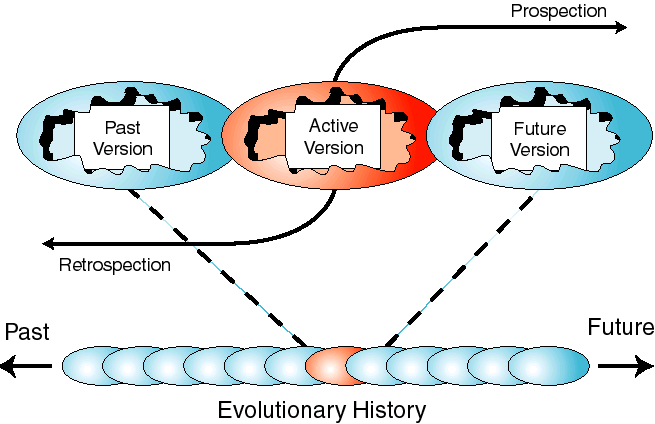 Prospection
Past
Version
Active
Version
Future
Version
Retrospection
Past
Future
Evolutionary History